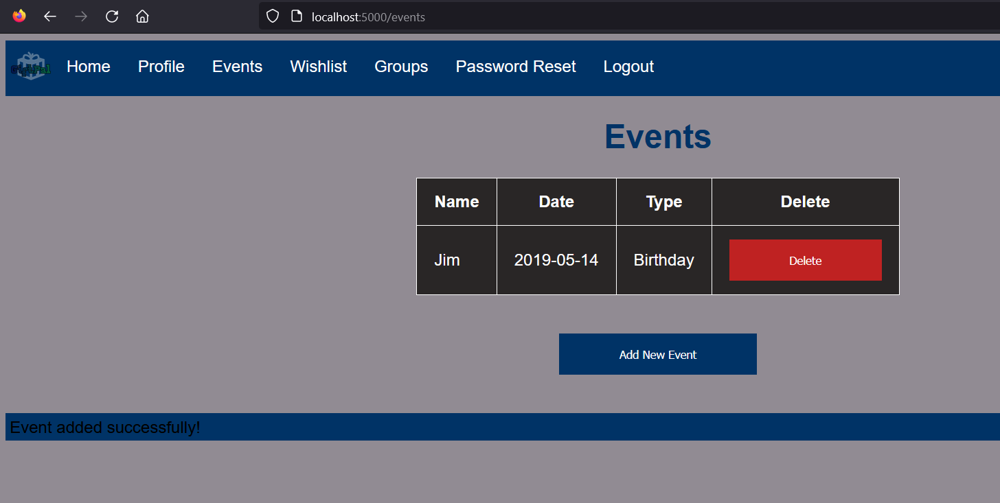 localhost:5000/events
Home Profile Events Wishlist Groups Password Reset Logout
Events
Name Date Type Delete
Jim 2019-05-14 Birthday Delete
Add New Event
Event added successfully!